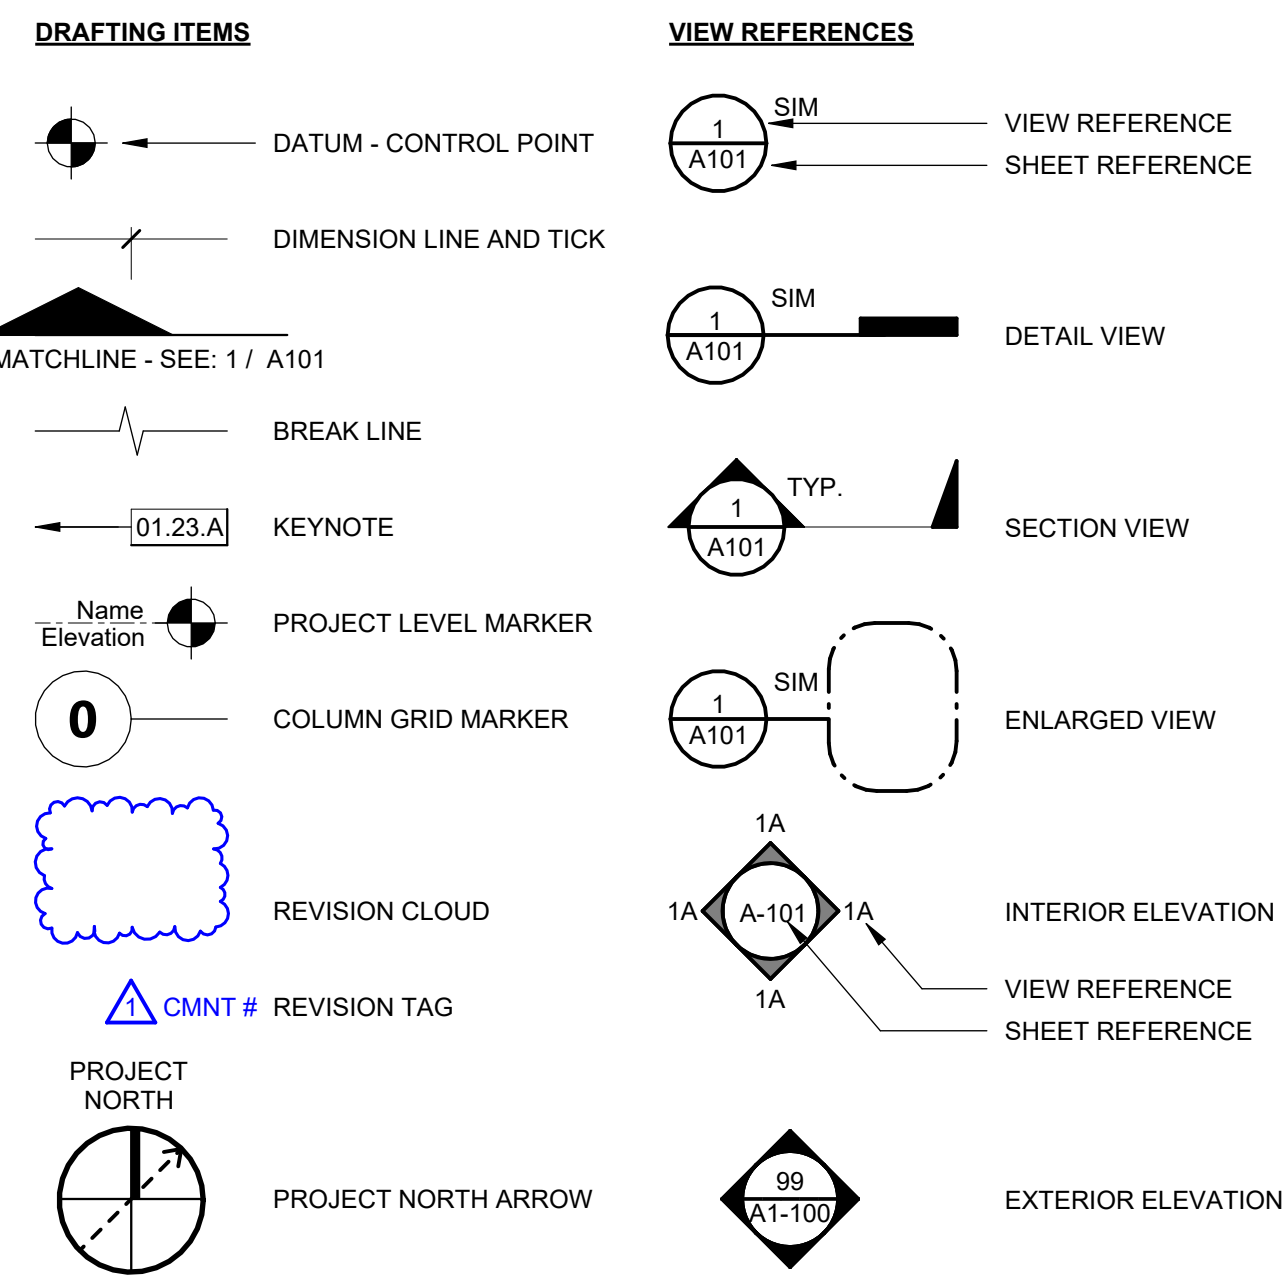 DRAFTING ITEMS
DATUM - CONTROL POINT
DIMENSION LINE AND TICK
MATCHLINE - SEE: 1 / A101
BREAK LINE
01.23.A
KEYNOTE
Name
Elevation
PROJECT LEVEL MARKER
0
COLUMN GRID MARKER
REVISION CLOUD
1 CMNT #
REVISION TAG
PROJECT
NORTH
PROJECT NORTH ARROW
VIEW REFERENCES
SIM
1
A101
VIEW REFERENCE
SHEET REFERENCE
SIM
1
A101
DETAIL VIEW
TYP.
1
A101
SECTION VIEW
SIM
1
A101
ENLARGED VIEW
1A
1A
A-101
1A
1A
INTERIOR ELEVATION
VIEW REFERENCE
SHEET REFERENCE
99
A1-100
EXTERIOR ELEVATION